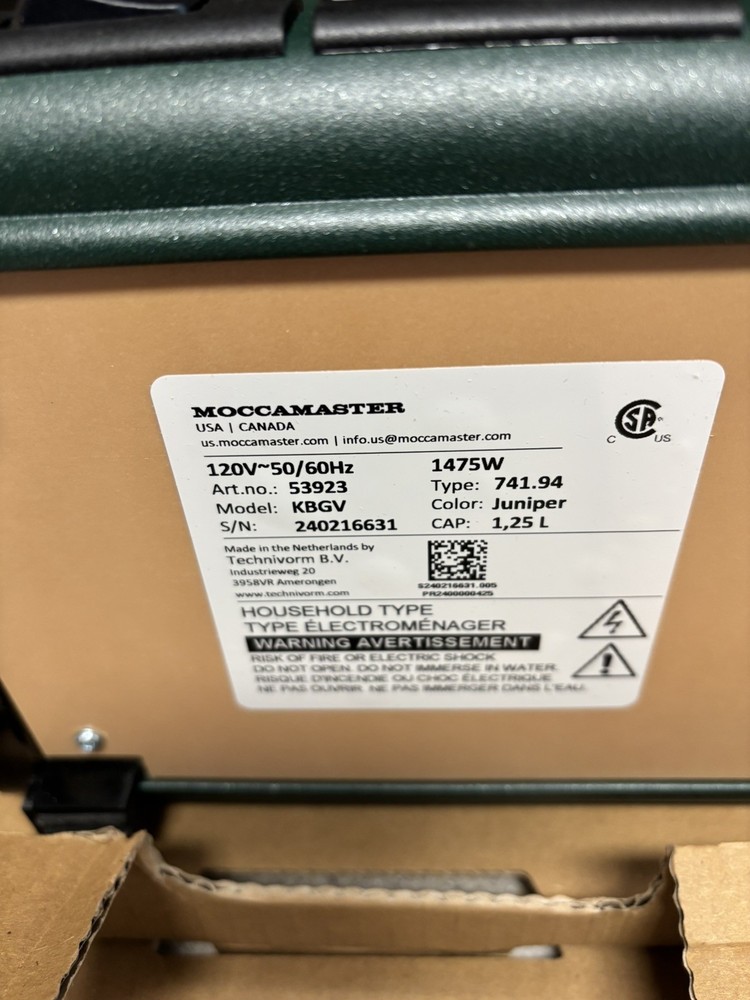 MOCCAMASTER
USA | CANADA
us.moccamaster.com | info.us@moccamaster.com
C SA US
120V~50/60Hz 1475W
Art.no.: 53923 Type: 741.94
Model: KBGV Color: Juniper
S/N: 240216631 CAP: 1,25 L
Made in the Netherlands by
Technivorm B.V.
Industrieweg 20
3958VR Amerongen
www.technivorm.com
S240216631.005
PR2400000425
HOUSEHOLD TYPE
TYPE ÉLECTROMÉNAGER
WARNING AVERTISSEMENT
RISK OF FIRE OR ELECTRIC SHOCK
DO NOT OPEN. DO NOT IMMERSE IN WATER.
RISQUE D'INCENDIE OU CHOC ÉLECTRIQUE
NE PAS OUVRIR. NE PAS IMMERGER DANS L'EAU.